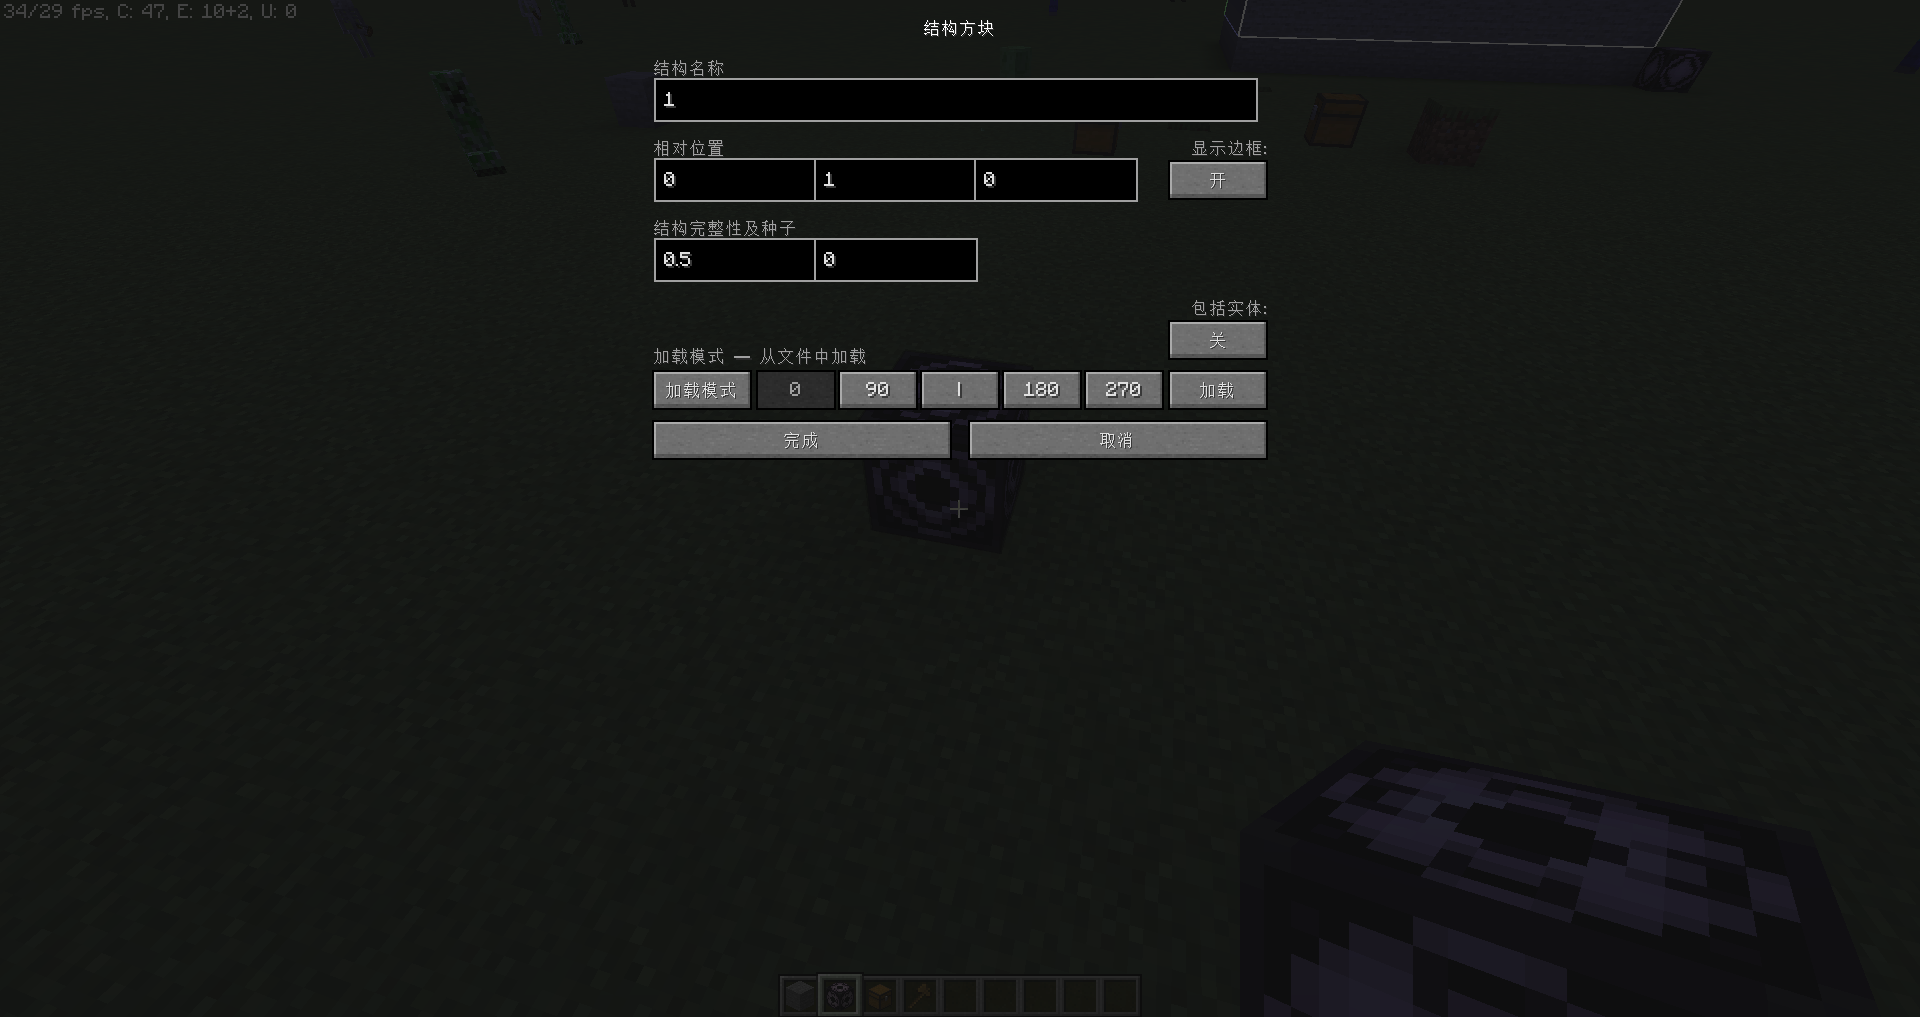 34/29 fps, C: 47, E: 10+2, U: 0
结构方块
结构名称
1
相对位置
显示边框:
0 1 0
开
结构完整性及种子
0.5 0
包括实体:
关
加载模式 — 从文件中加载
加载模式 0 90 | 180 270 加载
完成 取消